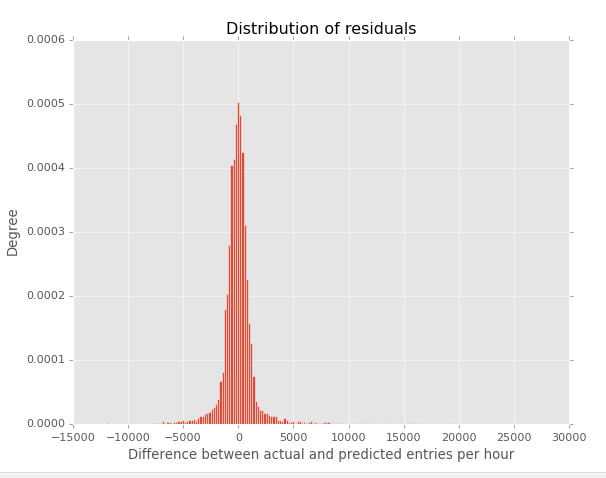 Distribution of residuals
0.0006
0.0005
0.0004
0.0003
0.0002
0.0001
0.0000
Degree
−15000 −10000 −5000 0 5000 10000 15000 20000 25000 30000
Difference between actual and predicted entries per hour